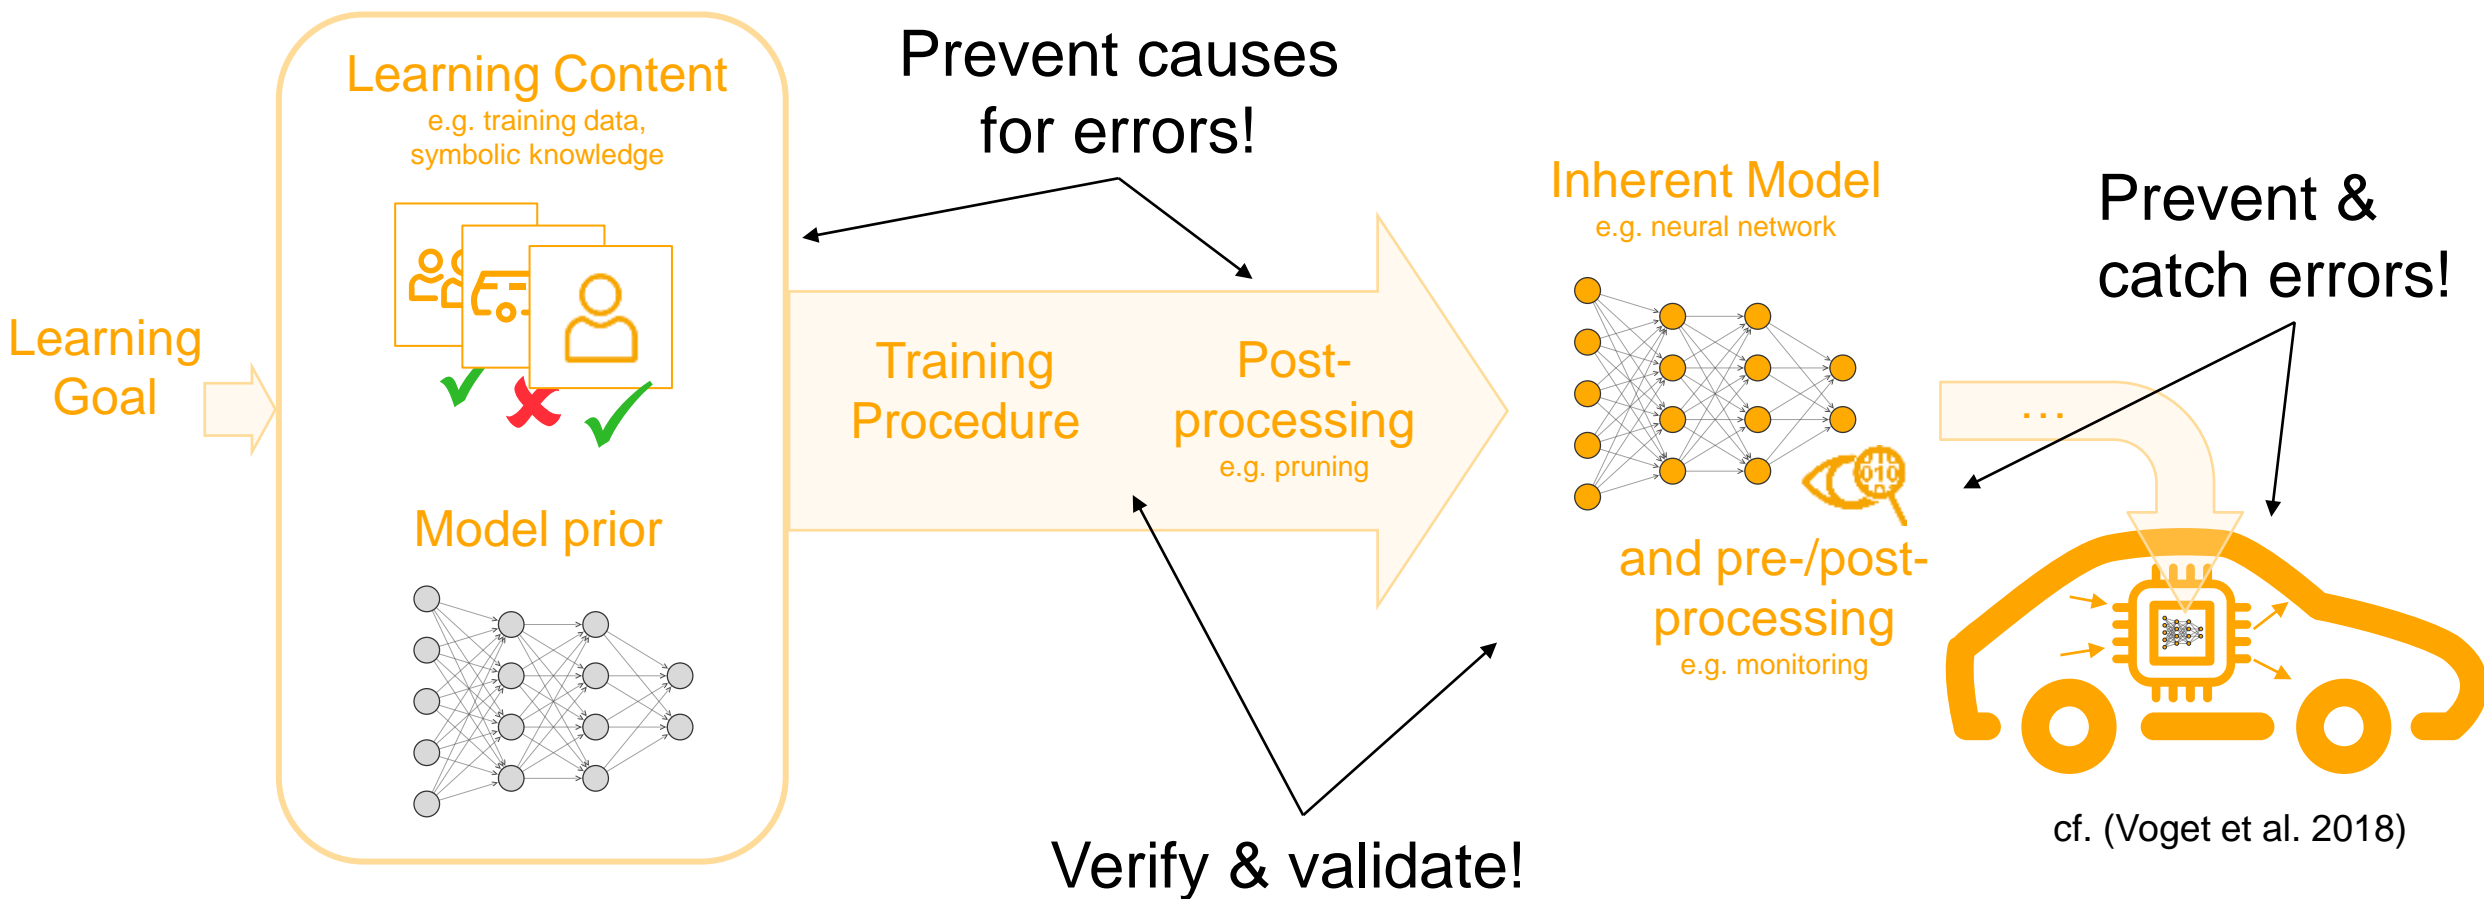 Learning
Goal
Learning Content
e.g. training data,
symbolic knowledge
Model prior
Prevent causes
for errors!
Training
Procedure
Post-
processing
e.g. pruning
Verify & validate!
Inherent Model
e.g. neural network
and pre-/post-
processing
e.g. monitoring
Prevent &
catch errors!
...
cf. (Voget et al. 2018)